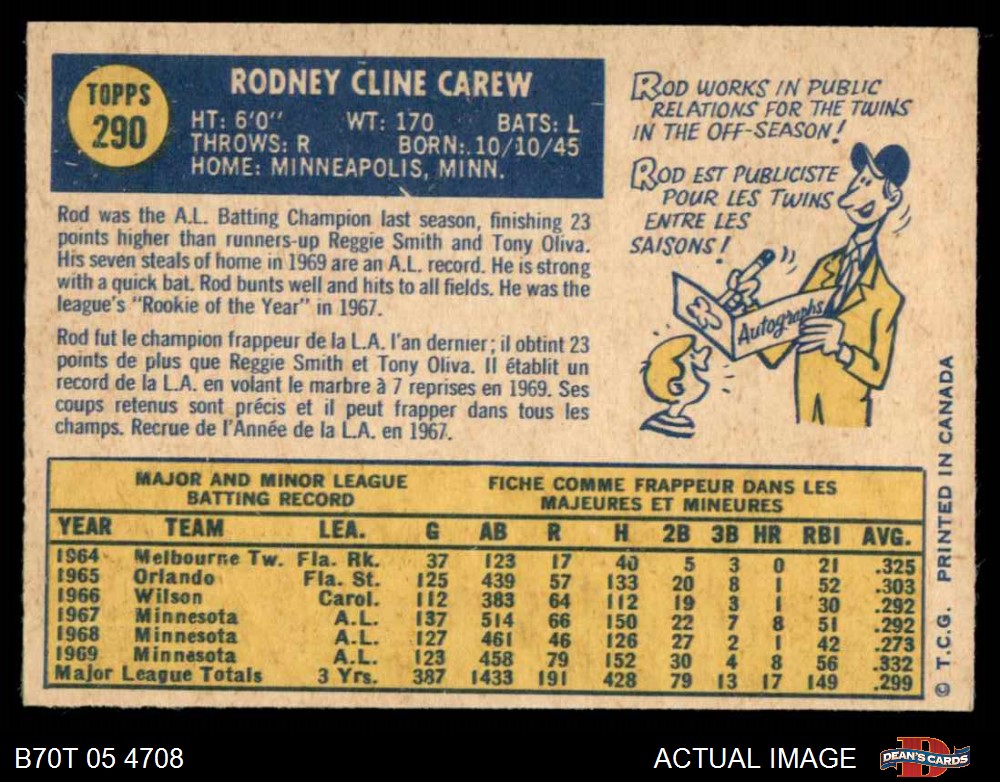 TOPPS
290
RODNEY CLINE CAREW
HT: 6'0" WT: 170 BATS: L
THROWS: R BORN: 10/10/45
HOME: MINNEAPOLIS, MINN.
Rod was the A.L. Batting Champion last season, finishing 23
points higher than runners-up Reggie Smith and Tony Oliva.
His seven steals of home in 1969 are an A.L. record. He is strong
with a quick bat. Rod bunts well and hits to all fields. He was the
league's "Rookie of the Year" in 1967.
Rod fut le champion frappeur de la L.A. l'an dernier; il obtint 23
points de plus que Reggie Smith et Tony Oliva. Il établit un
record de la L.A. en volant le marbre à 7 reprises en 1969. Ses
coups retenus sont précis et il peut frapper dans tous les
champs. Recrue de l'Année de la L.A. en 1967.
ROD WORKS IN PUBLIC
RELATIONS FOR THE TWINS
IN THE OFF-SEASON!
ROD EST PUBLICISTE
POUR LES TWINS
ENTRE LES
SAISONS!
Autographs
MAJOR AND MINOR LEAGUE
BATTING RECORD
FICHE COMME FRAPPEUR DANS LES
MAJEURES ET MINEURES
YEAR TEAM LEA. G AB R H 2B 3B HR RBI AVG.
1964 Melbourne Tw. Fla. Rk. 37 123 17 40 5 3 0 21 .325
1965 Orlando Fla. St. 125 439 57 133 20 8 1 52 .303
1966 Wilson Carol. 112 383 64 112 19 3 1 30 .292
1967 Minnesota A.L. 137 514 66 150 22 7 8 51 .292
1968 Minnesota A.L. 127 461 46 126 27 2 1 42 .273
1969 Minnesota A.L. 123 458 79 152 30 4 8 56 .332
Major League Totals 3 Yrs. 387 1433 191 428 79 13 17 149 .299
© T.C.G. PRINTED IN CANADA
B70T 05 4708
ACTUAL IMAGE
DEAN'S CARDS